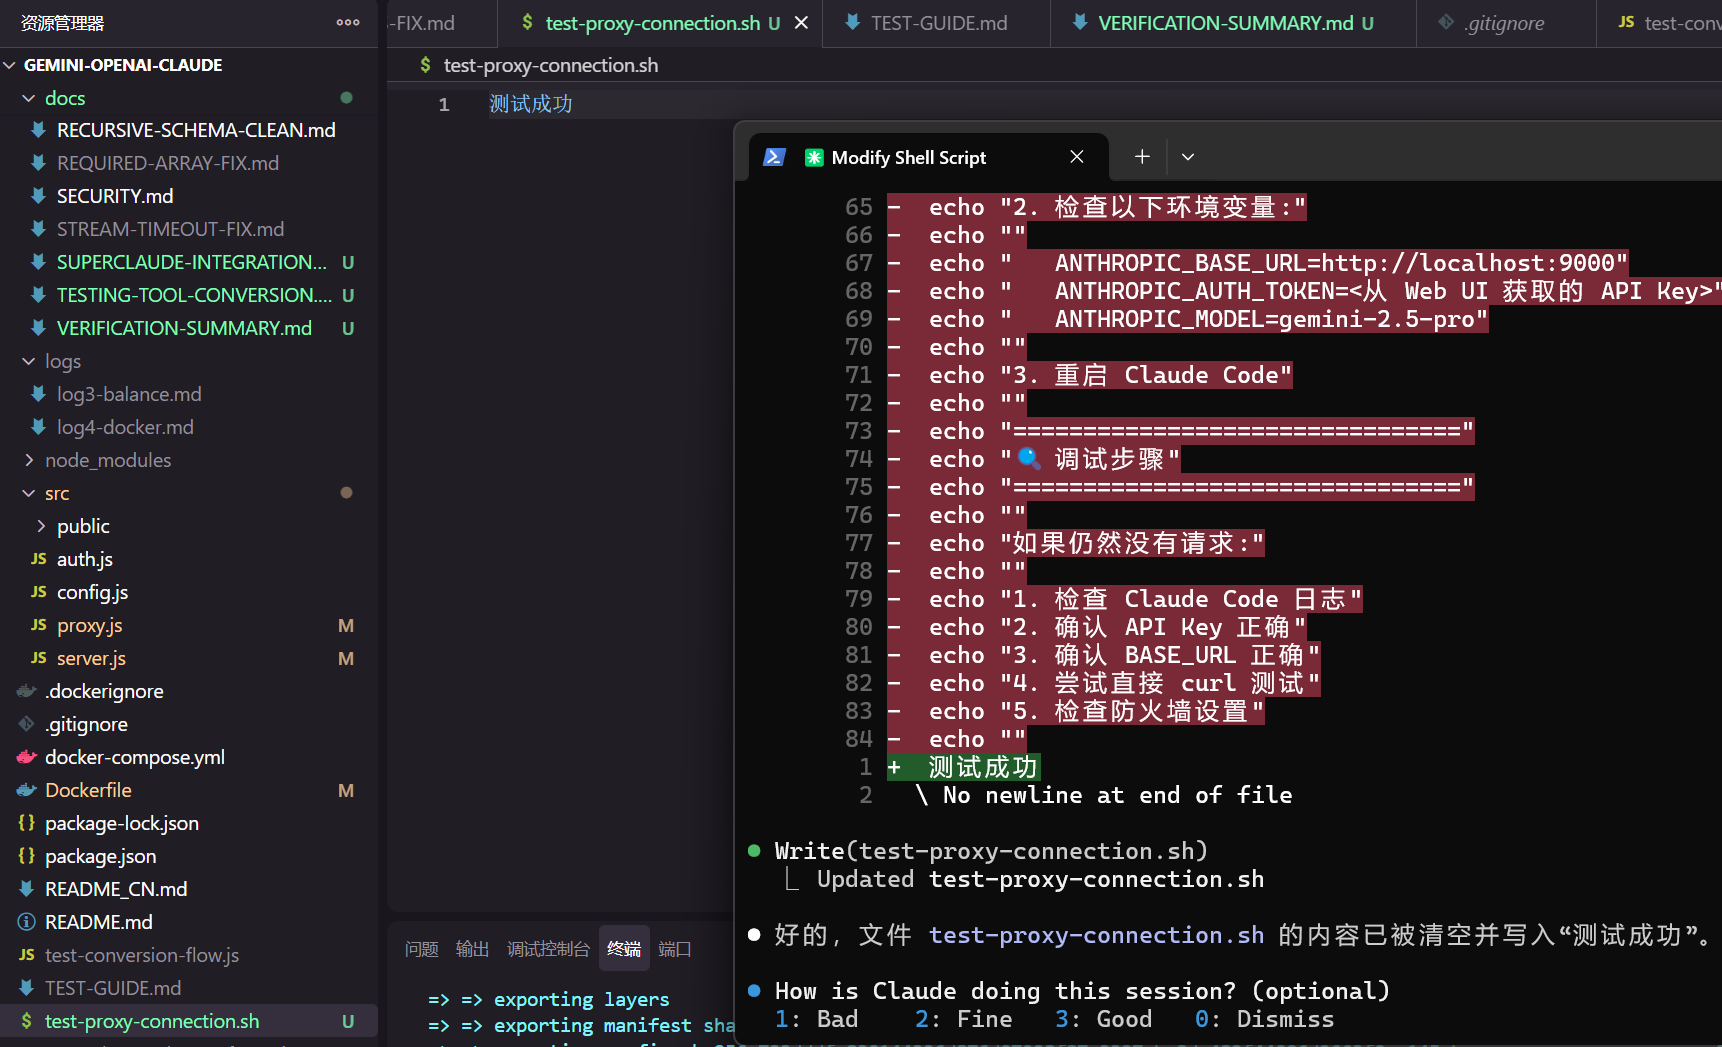 资源管理器
GEMINI-OPENAI-CLAUDE
docs
RECURSIVE-SCHEMA-CLEAN.md
REQUIRED-ARRAY-FIX.md
SECURITY.md
STREAM-TIMEOUT-FIX.md
SUPERCLAUDE-INTEGRATION... U
TESTING-TOOL-CONVERSION.... U
VERIFICATION-SUMMARY.md U
logs
log3-balance.md
log4-docker.md
node_modules
src
public
JS auth.js
JS config.js
JS proxy.js M
JS server.js M
.dockerignore
.gitignore
docker-compose.yml
Dockerfile M
{} package-lock.json
{} package.json
README_CN.md
README.md
JS test-conversion-flow.js
TEST-GUIDE.md
$ test-proxy-connection.sh U
-FIX.md
$ test-proxy-connection.sh U
TEST-GUIDE.md
VERIFICATION-SUMMARY.md U
.gitignore
JS test-conv
$ test-proxy-connection.sh
1 测试成功
Modify Shell Script
65 - echo "2. 检查以下环境变量:"
66 - echo ""
67 - echo "   ANTHROPIC_BASE_URL=http://localhost:9000"
68 - echo "   ANTHROPIC_AUTH_TOKEN=<从 Web UI 获取的 API Key>"
69 - echo "   ANTHROPIC_MODEL=gemini-2.5-pro"
70 - echo ""
71 - echo "3. 重启 Claude Code"
72 - echo ""
73 - echo "================================"
74 - echo "🔍 调试步骤"
75 - echo "================================"
76 - echo ""
77 - echo "如果仍然没有请求:"
78 - echo ""
79 - echo "1. 检查 Claude Code 日志"
80 - echo "2. 确认 API Key 正确"
81 - echo "3. 确认 BASE_URL 正确"
82 - echo "4. 尝试直接 curl 测试"
83 - echo "5. 检查防火墙设置"
84 - echo ""
1 + 测试成功
2 \ No newline at end of file
Write(test-proxy-connection.sh)
Updated test-proxy-connection.sh
好的，文件 test-proxy-connection.sh 的内容已被清空并写入“测试成功”。
How is Claude doing this session? (optional)
1: Bad 2: Fine 3: Good 0: Dismiss
问题 输出 调试控制台 终端 端口
=> => exporting layers
=> => exporting manifest sha